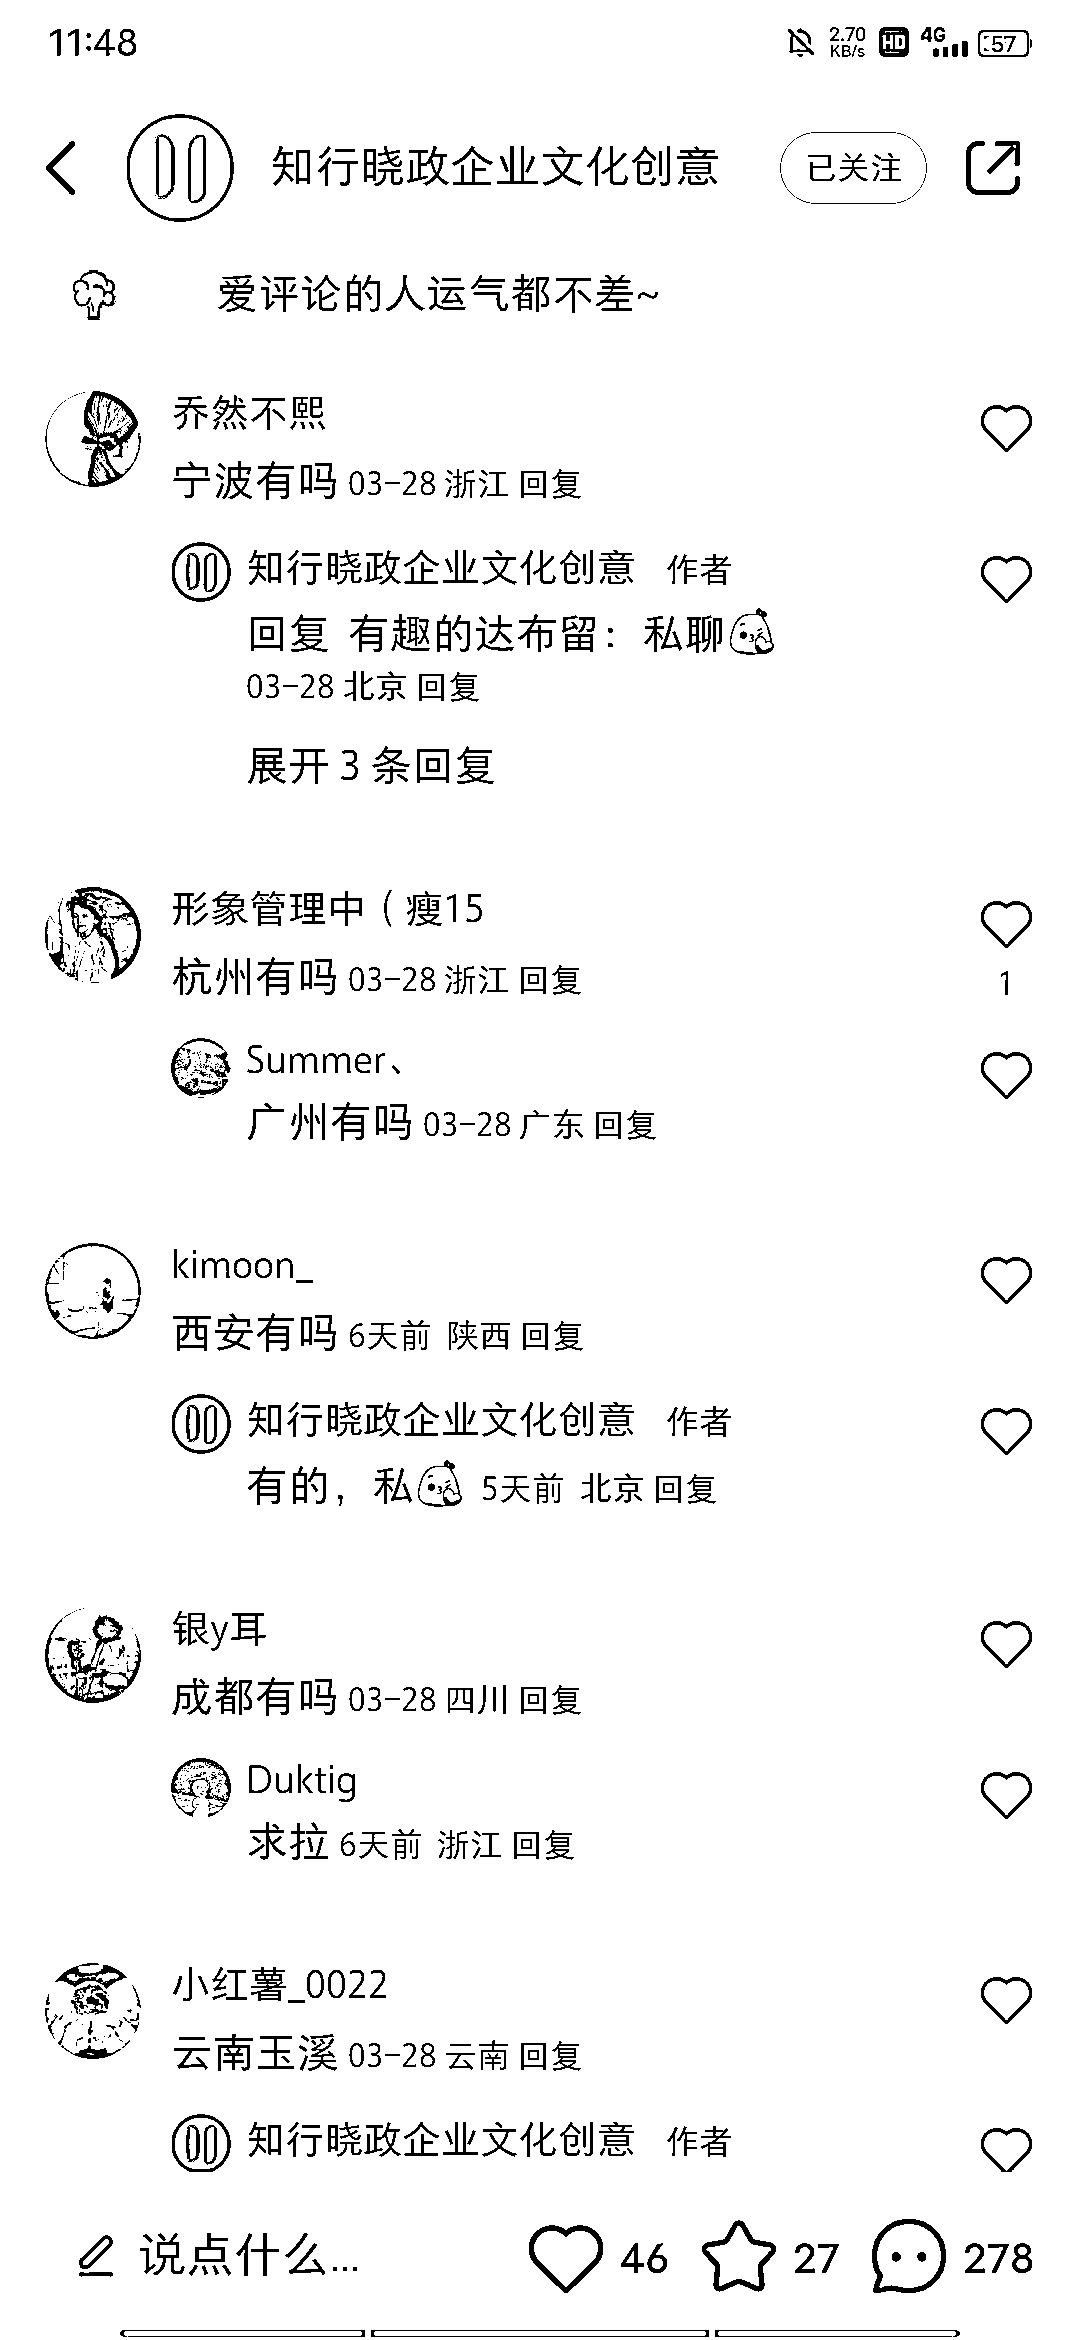 11:48
2.70
KB/s
HD
4G
57
知行晓政企业文化创意
已关注
爱评论的人运气都不差~
乔然不熙
宁波有吗 03-28 浙江 回复
知行晓政企业文化创意 作者
回复 有趣的达布留：私聊
03-28 北京 回复
展开 3 条回复
形象管理中（瘦15
杭州有吗 03-28 浙江 回复
1
Summer、
广州有吗 03-28 广东 回复
kimoon_
西安有吗 6天前 陕西 回复
知行晓政企业文化创意 作者
有的，私 5天前 北京 回复
银y耳
成都有吗 03-28 四川 回复
Duktig
求拉 6天前 浙江 回复
小红薯_0022
云南玉溪 03-28 云南 回复
知行晓政企业文化创意 作者
说点什么...
46
27
278